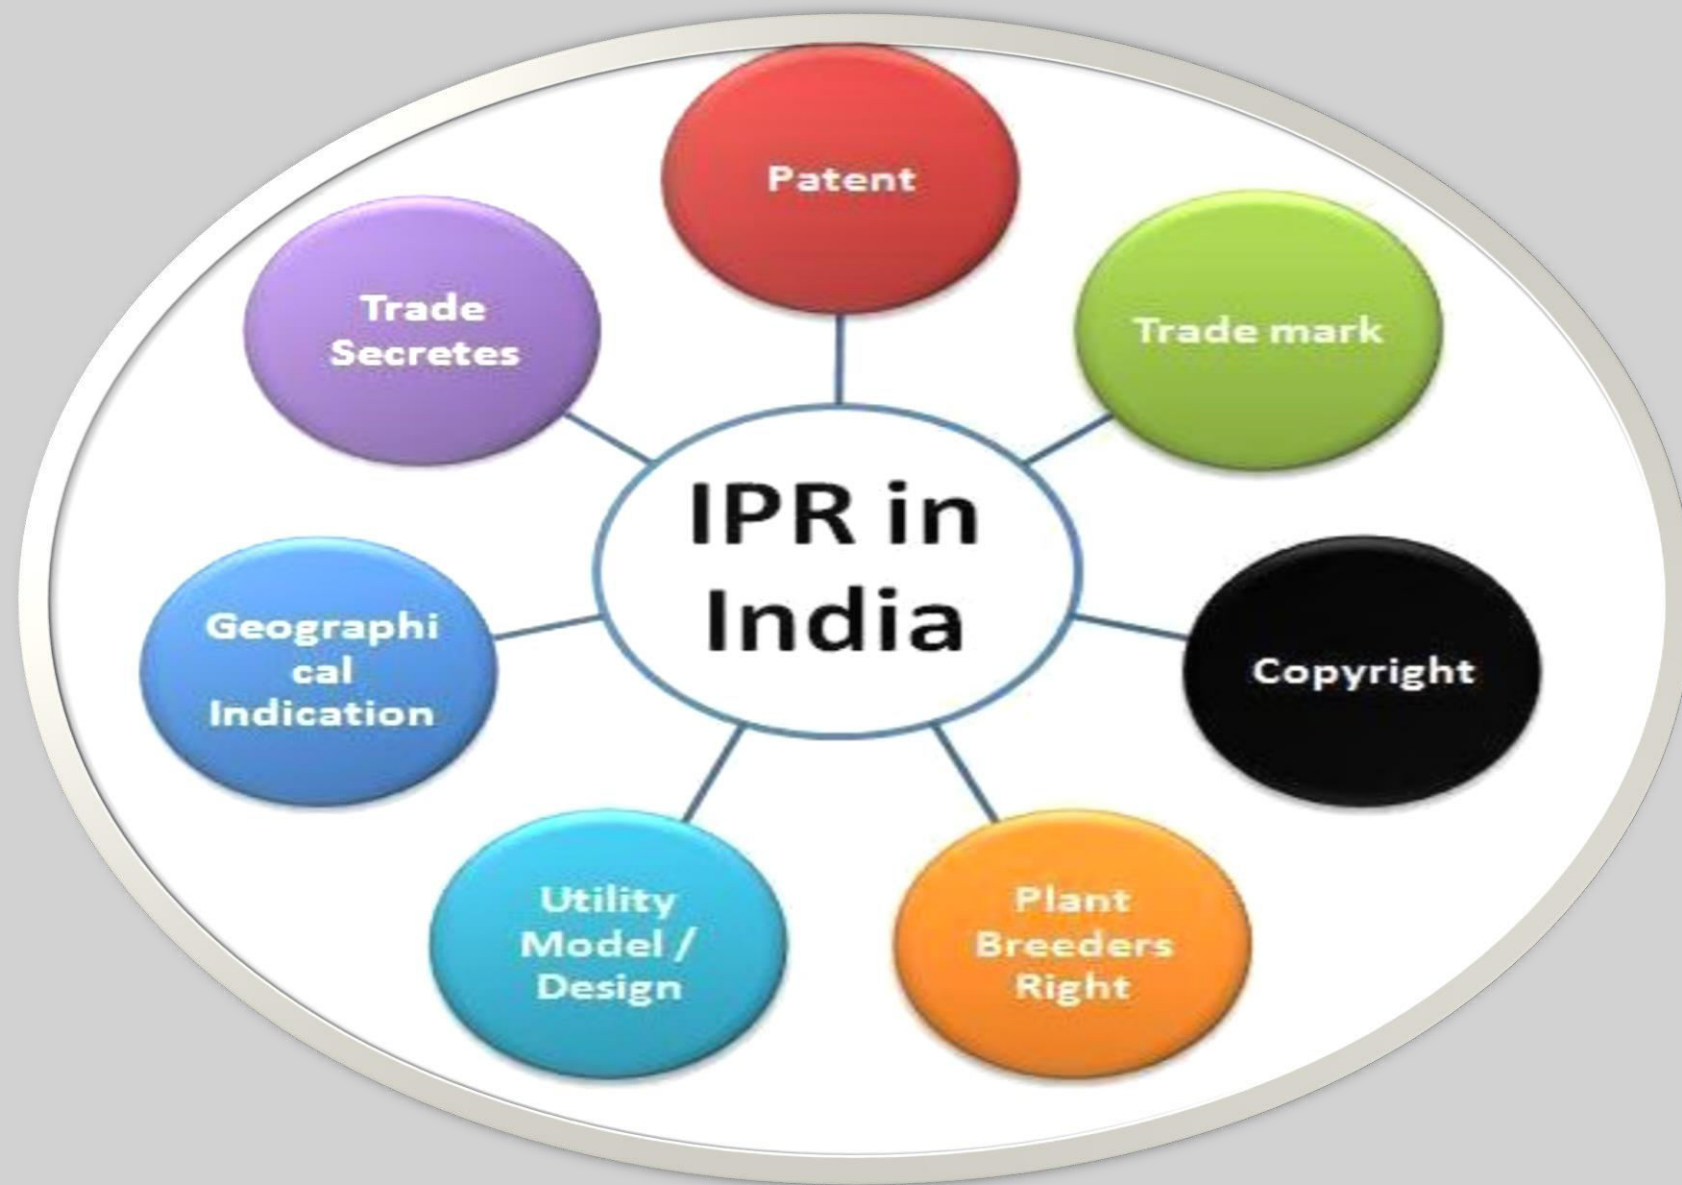 Patent
Trade
Secretes
Trade mark
IPR in
India
Geographi
cal
Indication
Copyright
Utility
Model /
Design
Plant
Breeders
Right